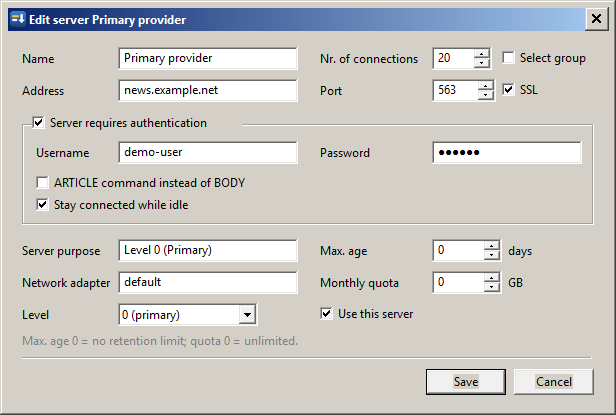 Edit server Primary provider
Name Primary provider Nr. of connections 20 Select group
Address news.example.net Port 563 SSL
Server requires authentication
Username demo-user Password ●●●●●●
ARTICLE command instead of BODY
Stay connected while idle
Server purpose Level 0 (Primary) Max. age 0 days
Network adapter default Monthly quota 0 GB
Level 0 (primary) Use this server
Max. age 0 = no retention limit; quota 0 = unlimited.
Save Cancel